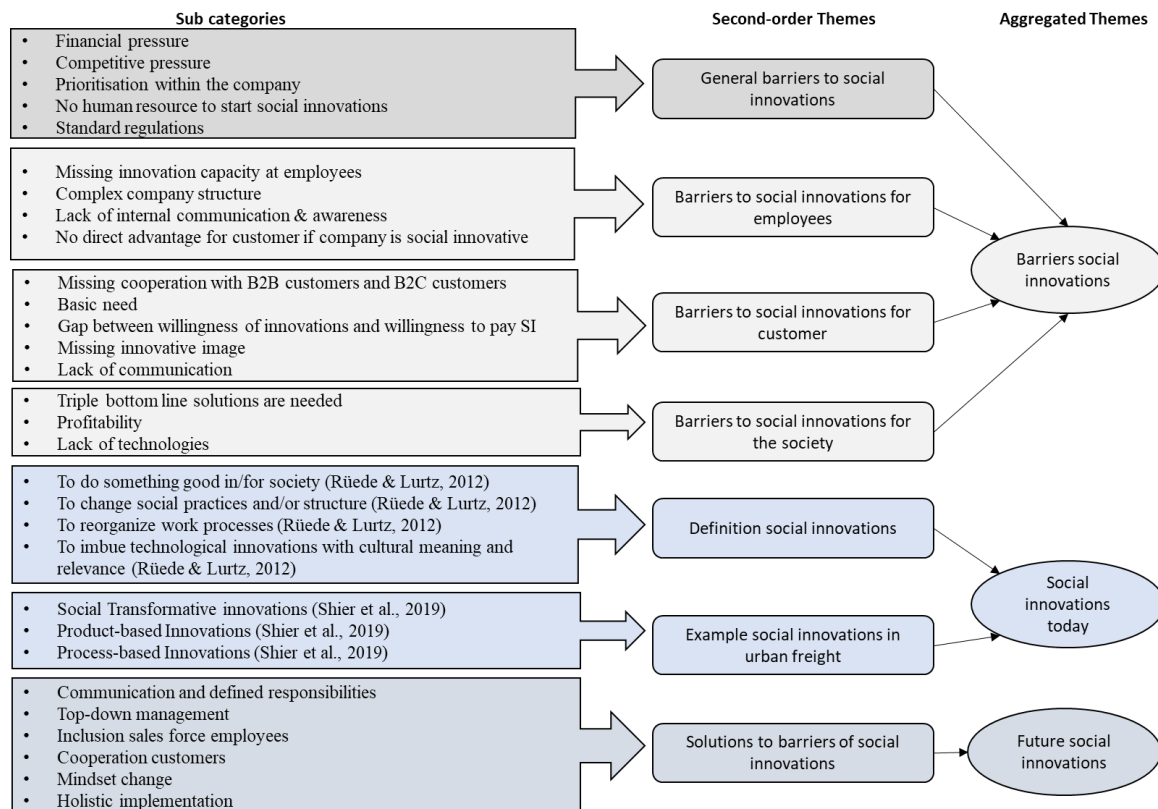 Sub categories
Second-order Themes
Aggregated Themes
• Financial pressure
• Competitive pressure
• Prioritisation within the company
• No human resource to start social innovations
• Standard regulations
General barriers to social
innovations
• Missing innovation capacity at employees
• Complex company structure
• Lack of internal communication & awareness
• No direct advantage for customer if company is social innovative
Barriers to social innovations for
employees
• Missing cooperation with B2B customers and B2C customers
• Basic need
• Gap between willingness of innovations and willingness to pay SI
• Missing innovative image
• Lack of communication
Barriers to social innovations for
customer
• Triple bottom line solutions are needed
• Profitability
• Lack of technologies
Barriers to social innovations for
the society
Barriers social
innovations
• To do something good in/for society (Rüede & Lurtz, 2012)
• To change social practices and/or structure (Rüede & Lurtz, 2012)
• To reorganize work processes (Rüede & Lurtz, 2012)
• To imbue technological innovations with cultural meaning and
relevance (Rüede & Lurtz, 2012)
Definition social innovations
• Social Transformative innovations (Shier et al., 2019)
• Product-based Innovations (Shier et al., 2019)
• Process-based Innovations (Shier et al., 2019)
Example social innovations in
urban freight
Social
innovations
today
• Communication and defined responsibilities
• Top-down management
• Inclusion sales force employees
• Cooperation customers
• Mindset change
• Holistic implementation
Solutions to barriers of social
innovations
Future social
innovations